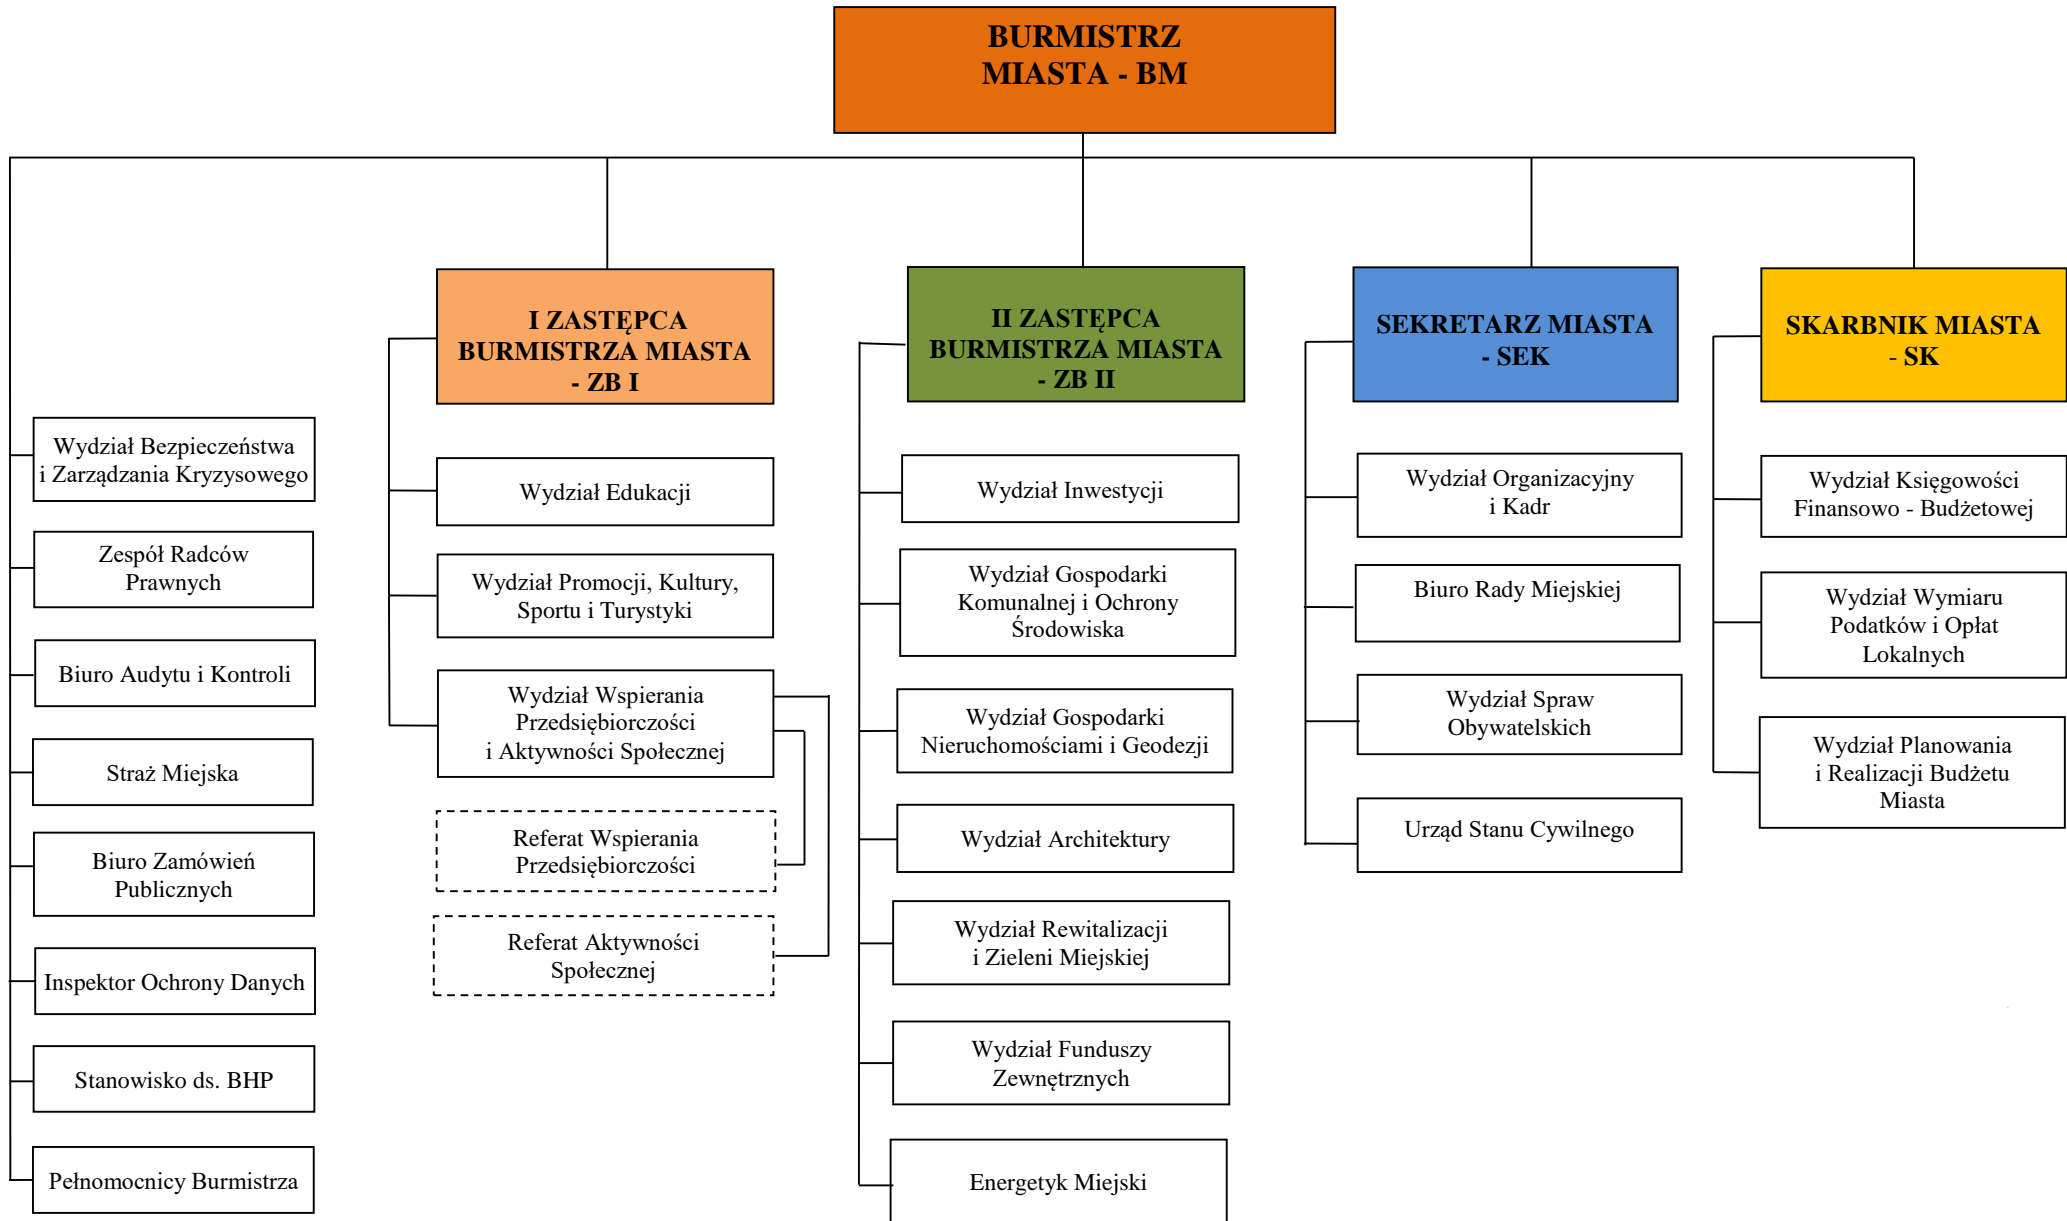 BURMISTRZ
MIASTA - BM
I ZASTĘPCA
BURMISTRZA MIASTA
- ZB I
II ZASTĘPCA
BURMISTRZA MIASTA
- ZB II
SEKRETARZ MIASTA
- SEK
SKARBNIK MIASTA
- SK
Wydział Bezpieczeństwa
i Zarządzania Kryzysowego
Zespół Radców
Prawnych
Biuro Audytu i Kontroli
Straż Miejska
Biuro Zamówień
Publicznych
Inspektor Ochrony Danych
Stanowisko ds. BHP
Pełnomocnicy Burmistrza
Wydział Edukacji
Wydział Promocji, Kultury,
Sportu i Turystyki
Wydział Wspierania
Przedsiębiorczości
i Aktywności Społecznej
Referat Wspierania
Przedsiębiorczości
Referat Aktywności
Społecznej
Wydział Inwestycji
Wydział Gospodarki
Komunalnej i Ochrony
Środowiska
Wydział Gospodarki
Nieruchomościami i Geodezji
Wydział Architektury
Wydział Rewitalizacji
i Zieleni Miejskiej
Wydział Funduszy
Zewnętrznych
Energetyk Miejski
Wydział Organizacyjny
i Kadr
Biuro Rady Miejskiej
Wydział Spraw
Obywatelskich
Urząd Stanu Cywilnego
Wydział Księgowości
Finansowo - Budżetowej
Wydział Wymiaru
Podatków i Opłat
Lokalnych
Wydział Planowania
i Realizacji Budżetu
Miasta